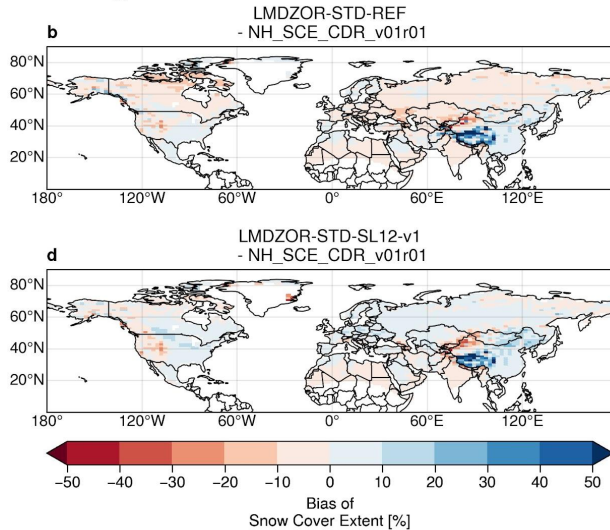 LMDZOR-STD-REF
b - NH_SCE_CDR_v01r01
80°N
60°N
40°N
20°N
180° 120°W 60°W 0° 60°E 120°E
LMDZOR-STD-SL12-v1
d - NH_SCE_CDR_v01r01
80°N
60°N
40°N
20°N
180° 120°W 60°W 0° 60°E 120°E
−50 −40 −30 −20 −10 0 10 20 30 40 50
Bias of
Snow Cover Extent [%]